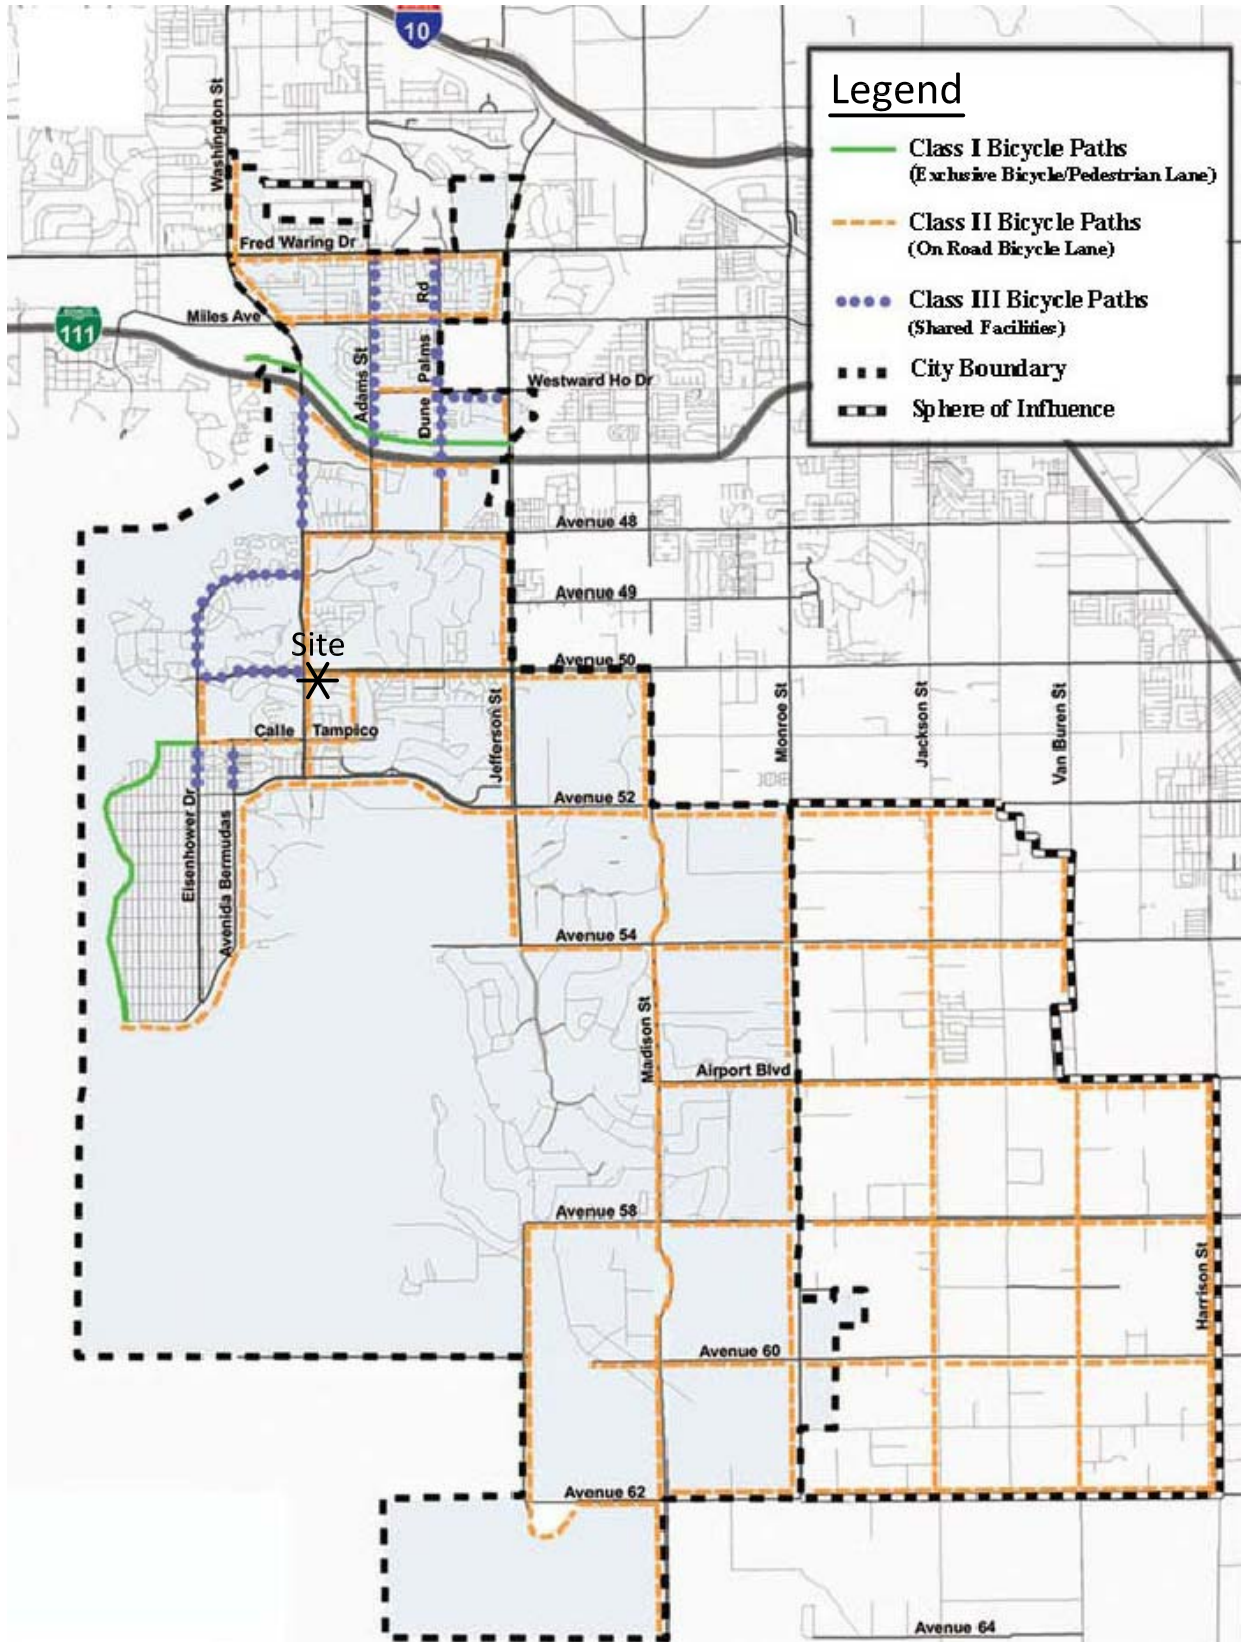 10
Legend
Class I Bicycle Paths
(Exclusive Bicycle/Pedestrian Lane)
Class II Bicycle Paths
(On Road Bicycle Lane)
Class III Bicycle Paths
(Shared Facilities)
City Boundary
Sphere of Influence
Washington St
Fred Waring Dr
Miles Ave
111
Adams St
Dune Palms Rd
Westward Ho Dr
Avenue 48
Avenue 49
Site
Avenue 50
Calle Tampico
Jefferson St
Monroe St
Jackson St
Van Buren St
Avenue 52
Eisenhower Dr
Avenida Bermudas
Avenue 54
Madison St
Airport Blvd
Avenue 58
Harrison St
Avenue 60
Avenue 62
Avenue 64